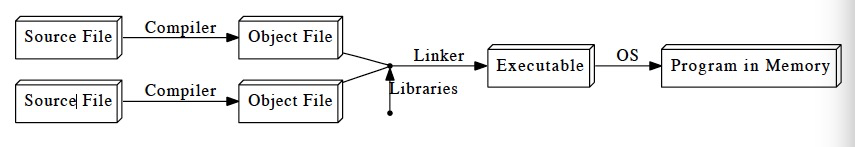 Source File
Compiler
Object File
Linker
Executable
OS
Program in Memory
Source File
Compiler
Object File
Libraries